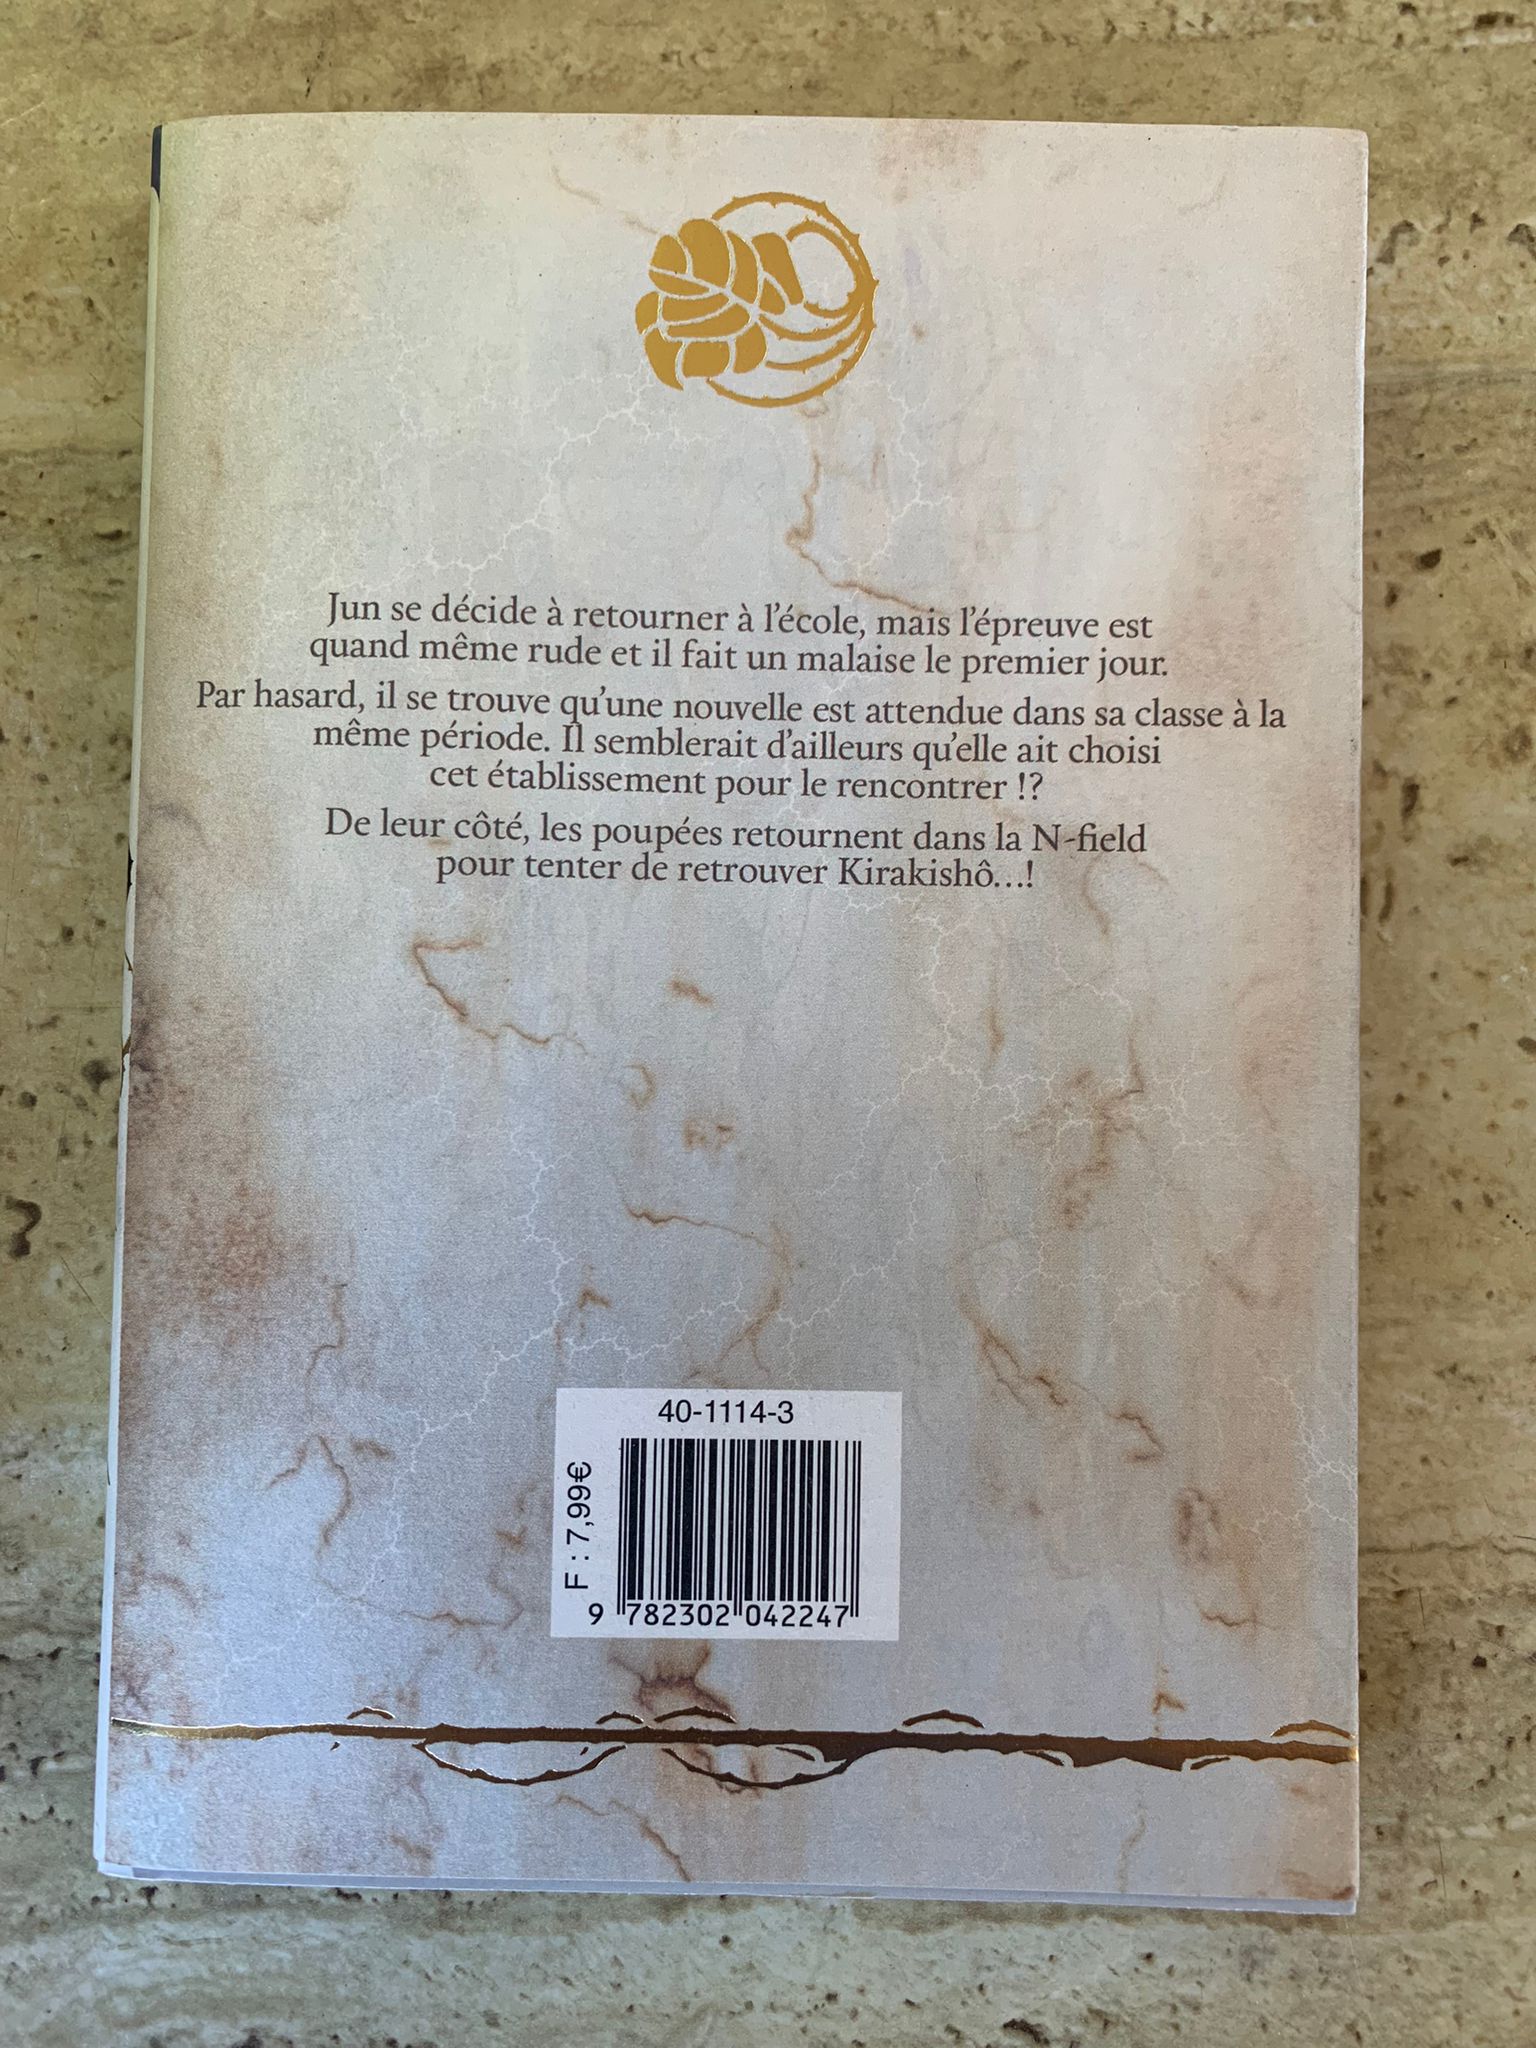 Jun se décide à retourner à l'école, mais l'épreuve est
quand même rude et il fait un malaise le premier jour.
Par hasard, il se trouve qu'une nouvelle est attendue dans sa classe à la
même période. Il semblerait d'ailleurs qu'elle ait choisi
cet établissement pour le rencontrer !?
De leur côté, les poupées retournent dans la N-field
pour tenter de retrouver Kirakishô...!
40-1114-3
F : 7,99€
9 782302 042247